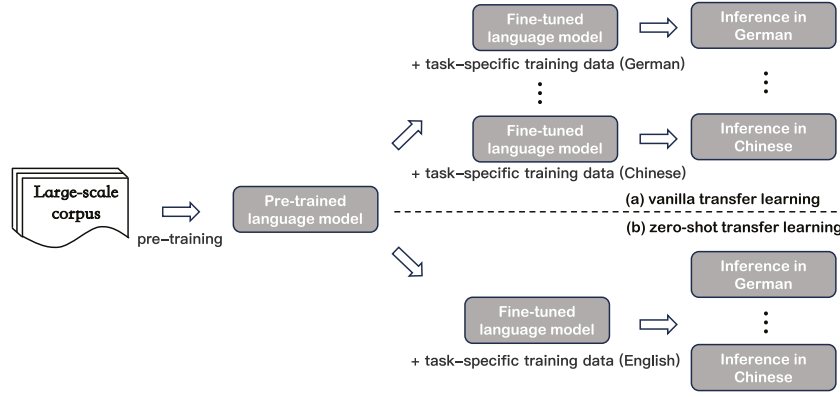 Fine-tuned
language model
Inference in
German
+ task-specific training data (German)
Fine-tuned
language model
Inference in
Chinese
+ task-specific training data (Chinese)
Large-scale
corpus
pre-training
Pre-trained
language model
(a) vanilla transfer learning
(b) zero-shot transfer learning
Inference in
German
Fine-tuned
language model
+ task-specific training data (English)
Inference in
Chinese